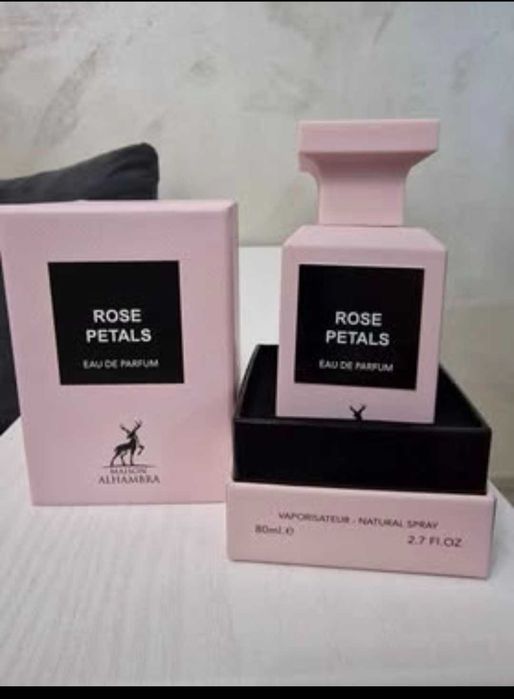 ROSE
PETALS
EAU DE PARFUM
MAISON
ALHAMBRA
ROSE
PETALS
EAU DE PARFUM
VAPORISATEUR - NATURAL SPRAY
80ml.e
2.7 Fl.OZ